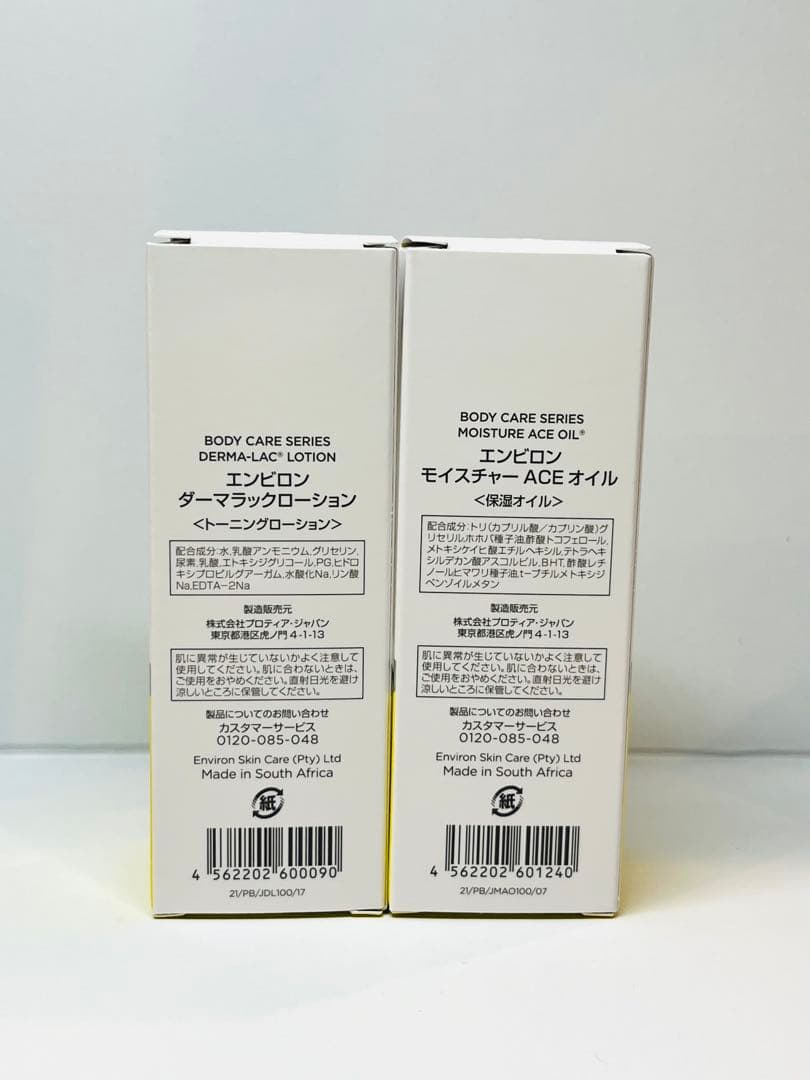 BODY CARE SERIES
DERMA-LAC® LOTION
エンビロン
ダーマラックローション
<トーニングローション>
配合成分:水,乳酸アンモニウム,グリセリン,
尿素,乳酸,エトキシジグリコール,PG,ヒドロ
キシプロピルグアーガム,水酸化Na,リン酸
Na,EDTA-2Na
製造販売元
株式会社プロティア・ジャパン
東京都港区虎ノ門4-1-13
肌に異常が生じていないかよく注意して
使用してください。肌に合わないときは、
ご使用をおやめください。直射日光を避け
涼しいところに保管してください。
製品についてのお問い合わせ
カスタマーサービス
0120-085-048
Environ Skin Care (Pty) Ltd
Made in South Africa
紙
4 562202 600090
21/PB/JDL100/17
BODY CARE SERIES
MOISTURE ACE OIL®
エンビロン
モイスチャー ACE オイル
<保湿オイル>
配合成分:トリ(カプリル酸/カプリン酸)グ
リセリル,ホホバ種子油,酢酸トコフェロール,
メトキシケイヒ酸エチルヘキシル,テトラヘキ
シルデカン酸アスコルビル,BHT,酢酸レチ
ノールヒマワリ種子油,t-ブチルメトキシジ
ベンゾイルメタン
製造販売元
株式会社プロティア・ジャパン
東京都港区虎ノ門4-1-13
肌に異常が生じていないかよく注意して
使用してください。肌に合わないときは、
ご使用をおやめください。直射日光を避け
涼しいところに保管してください。
製品についてのお問い合わせ
カスタマーサービス
0120-085-048
Environ Skin Care (Pty) Ltd
Made in South Africa
紙
4 562202 601240
21/PB/JMAO100/07